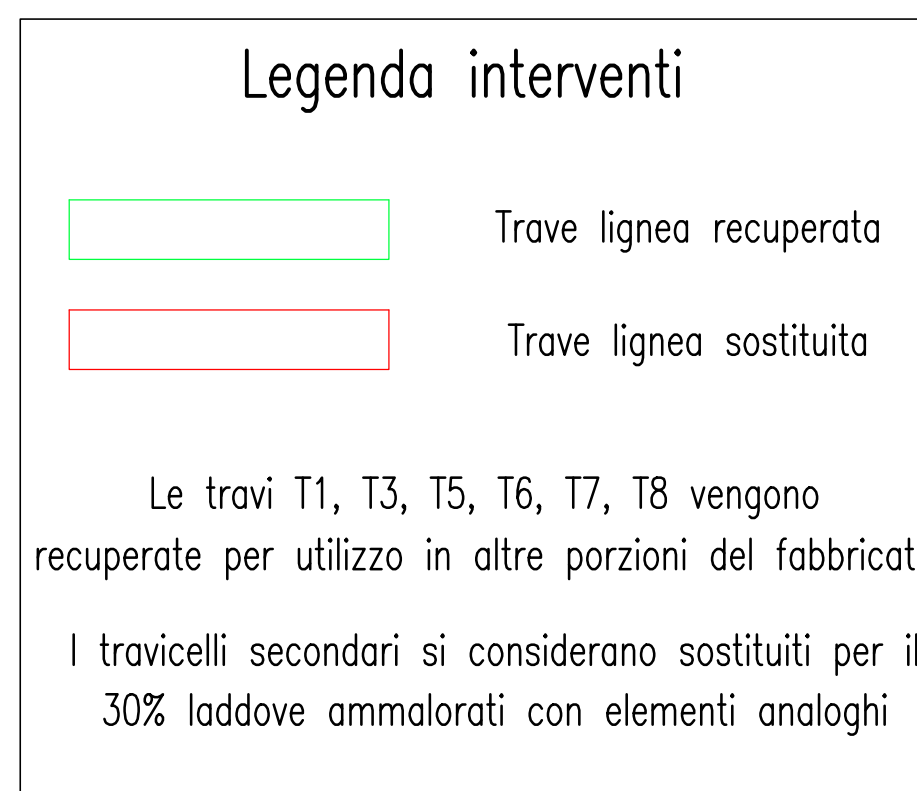 Legenda interventi
Trave lignea recuperata
Trave lignea sostituita
Le travi T1, T3, T5, T6, T7, T8 vengono
recuperate per utilizzo in altre porzioni del fabbricat
I travicelli secondari si considerano sostituiti per il
30% laddove ammalorati con elementi analoghi